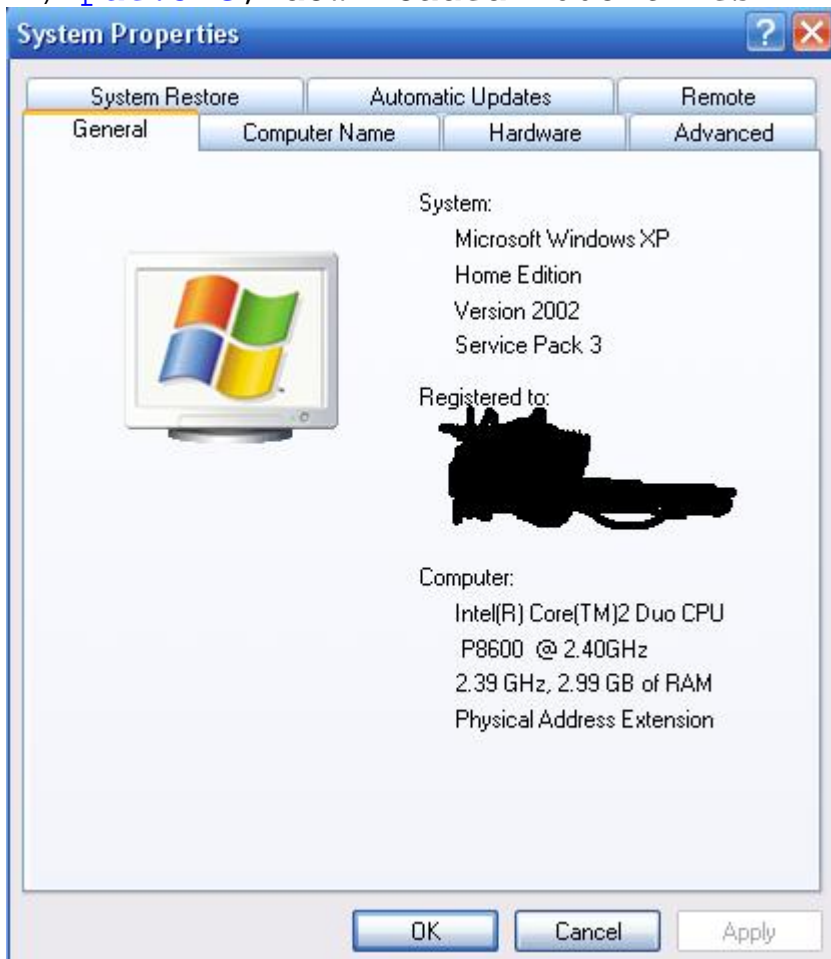 System Properties
System Restore Automatic Updates Remote
General Computer Name Hardware Advanced
System:
Microsoft Windows XP
Home Edition
Version 2002
Service Pack 3
Registered to:
Computer:
Intel(R) Core(TM)2 Duo CPU
P8600 @ 2.40GHz
2.39 GHz, 2.99 GB of RAM
Physical Address Extension
OK Cancel Apply